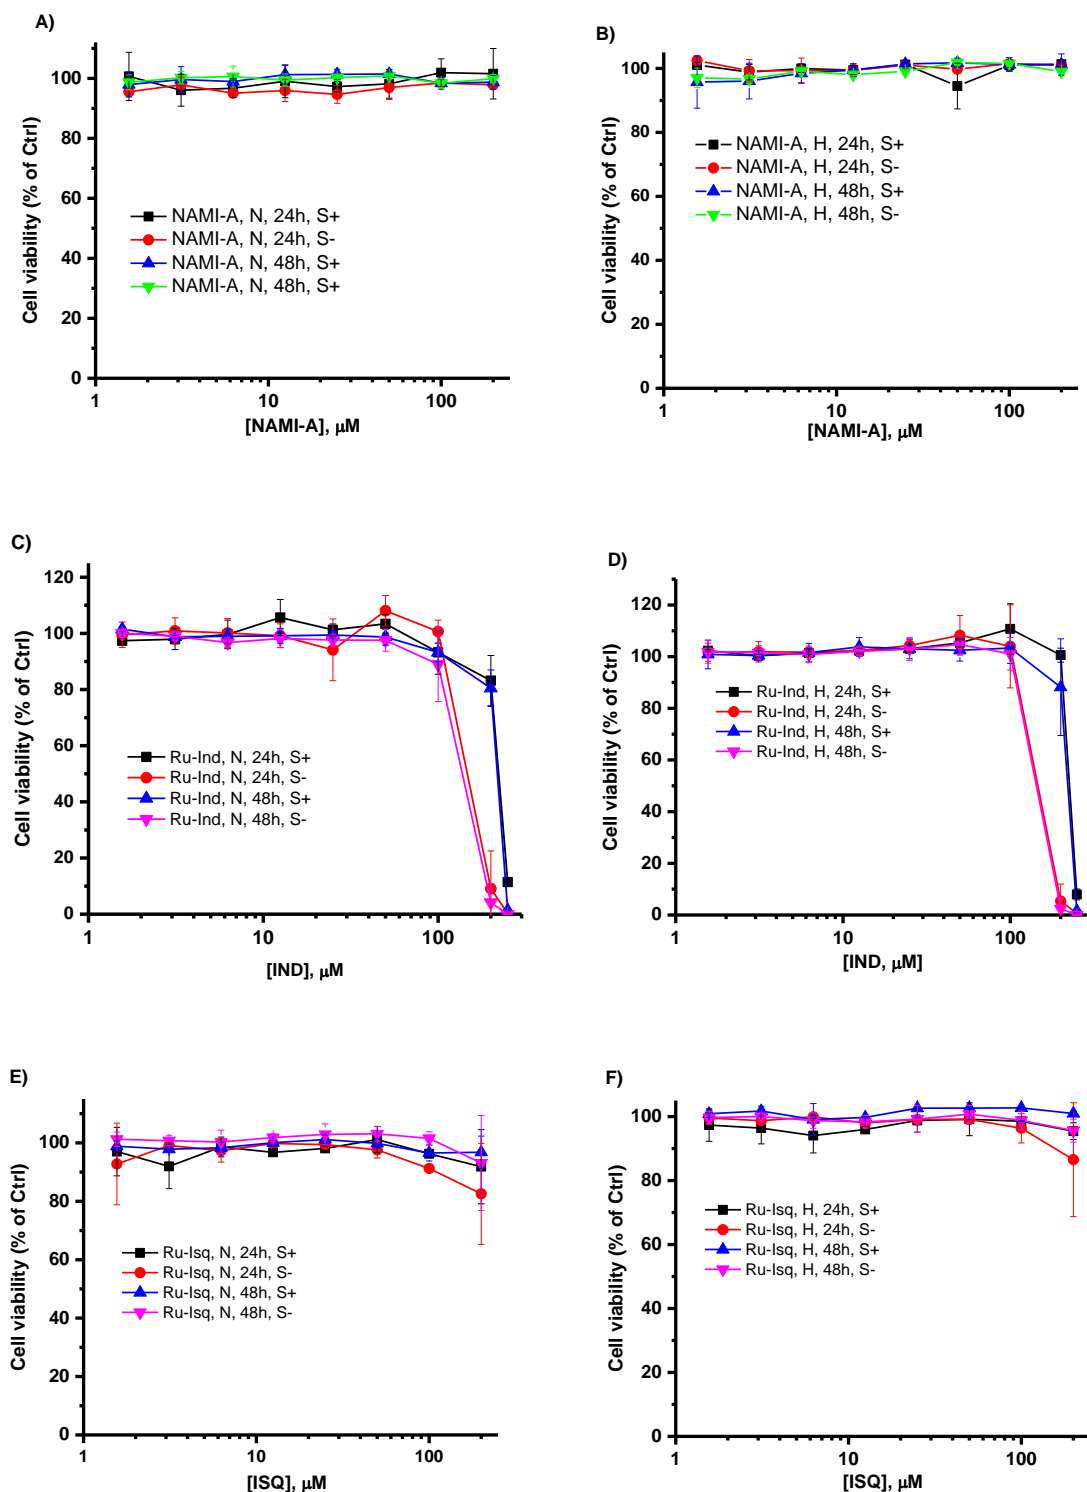 A)
120
100
80
60
40
20
0
Cell viability (% of Ctrl)
NAMI-A, N, 24h, S+
NAMI-A, N, 24h, S-
NAMI-A, N, 48h, S+
NAMI-A, N, 48h, S+
1
10
100
[NAMI-A], μM
B)
100
80
60
40
20
0
Cell viability (% of Ctrl)
NAMI-A, H, 24h, S+
NAMI-A, H, 24h, S-
NAMI-A, H, 48h, S+
NAMI-A, H, 48h, S-
1
10
100
[NAMI-A], μM
C)
120
100
80
60
40
20
0
Cell viability (% of Ctrl)
Ru-Ind, N, 24h, S+
Ru-Ind, N, 24h, S-
Ru-Ind, N, 48h, S+
Ru-Ind, N, 48h, S-
1
10
100
[IND], μM
D)
120
100
80
60
40
20
0
Cell viability (% of Ctrl)
Ru-Ind, H, 24h, S+
Ru-Ind, H, 24h, S-
Ru-Ind, H, 48h, S+
Ru-Ind, H, 48h, S-
1
10
100
[IND, μM]
E)
100
80
60
40
20
0
Cell viability (% of Ctrl)
Ru-Isq, N, 24h, S+
Ru-Isq, N, 24h, S-
Ru-Isq, N, 48h, S+
Ru-Isq, N, 48h, S-
1
10
100
[ISQ], μM
F)
100
80
60
40
20
0
Cell viability (% of Ctrl)
Ru-Isq, H, 24h, S+
Ru-Isq, H, 24h, S-
Ru-Isq, H, 48h, S+
Ru-Isq, H, 48h, S-
1
10
100
[ISQ], μM